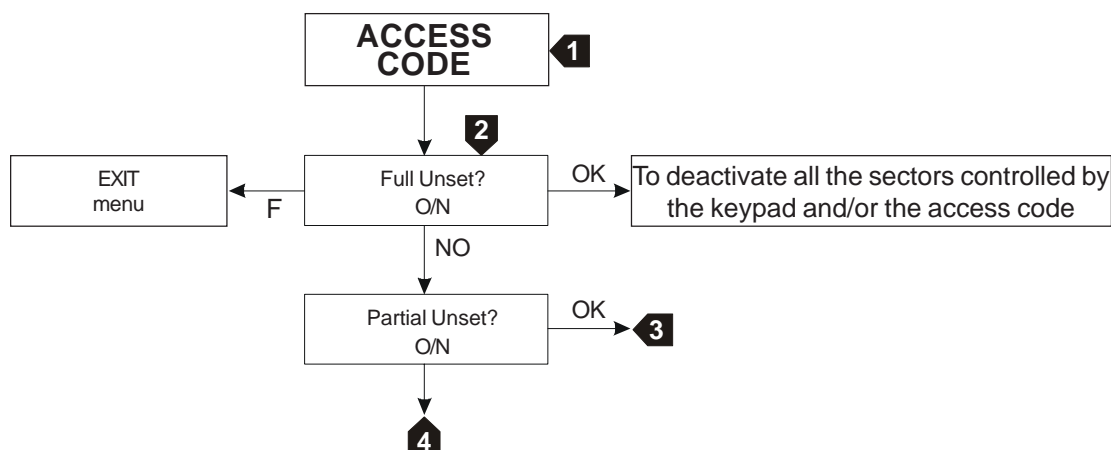 ACCESS
CODE
1
2
EXIT
menu
F
Full Unset?
O/N
OK
To deactivate all the sectors controlled by
the keypad and/or the access code
NO
Partial Unset?
O/N
OK
3
4